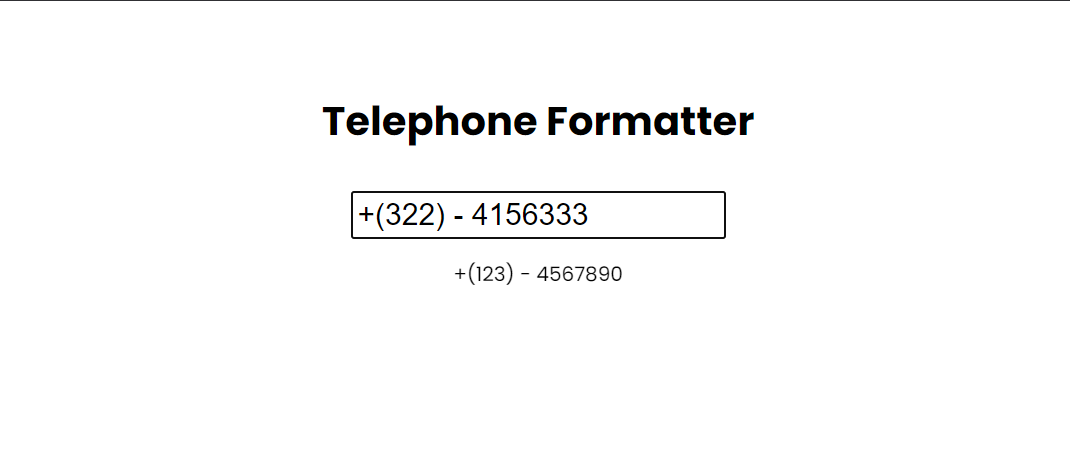 Telephone Formatter
+(322) - 4156333
+(123) - 4567890